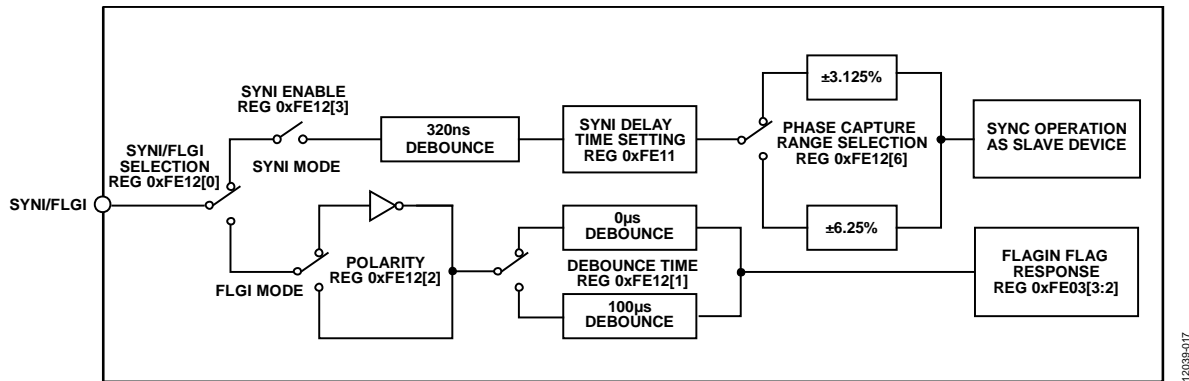 SYNI/FLGI
SYNI/FLGI
SELECTION
REG 0xFE12[0]
SYNI ENABLE
REG 0xFE12[3]
SYNI MODE
320ns
DEBOUNCE
SYNI DELAY
TIME SETTING
REG 0xFE11
±3.125%
PHASE CAPTURE
RANGE SELECTION
REG 0xFE12[6]
±6.25%
SYNC OPERATION
AS SLAVE DEVICE
FLGI MODE
POLARITY
REG 0xFE12[2]
0µs
DEBOUNCE
DEBOUNCE TIME
REG 0xFE12[1]
100µs
DEBOUNCE
FLAGIN FLAG
RESPONSE
REG 0xFE03[3:2]
12039-017